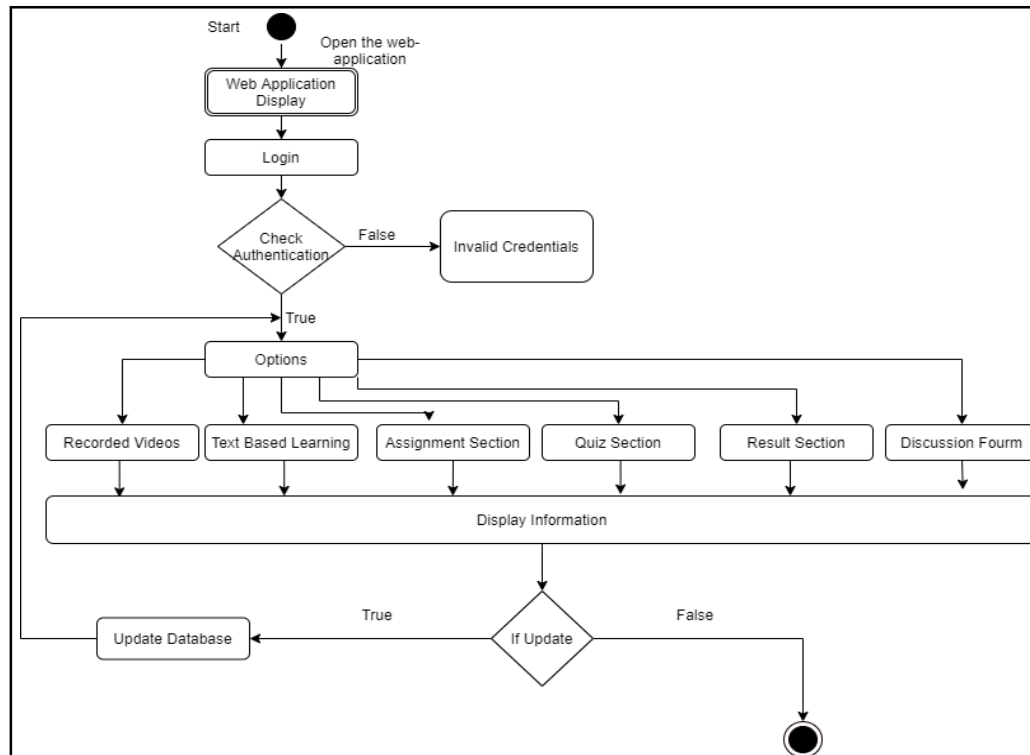 Start
Open the web-
application
Web Application
Display
Login
Check
Authentication
False
Invalid Credentials
True
Options
Recorded Videos
Text Based Learning
Assignment Section
Quiz Section
Result Section
Discussion Fourm
Display Information
True
False
Update Database
If Update